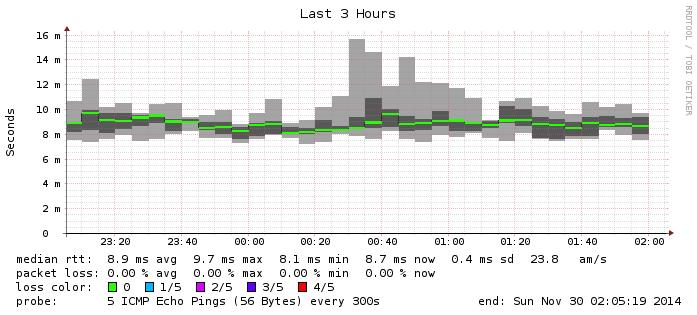 Last 3 Hours
RRDTOOL / TOBI OETIKER
Seconds
16 m
14 m
12 m
10 m
8 m
6 m
4 m
2 m
0
23:20 23:40 00:00 00:20 00:40 01:00 01:20 01:40 02:00
median rtt: 8.9 ms avg 9.7 ms max 8.1 ms min 8.7 ms now 0.4 ms sd 23.8 am/s
packet loss: 0.00 % avg 0.00 % max 0.00 % min 0.00 % now
loss color: 0 1/5 2/5 3/5 4/5
probe: 5 ICMP Echo Pings (56 Bytes) every 300s end: Sun Nov 30 02:05:19 2014